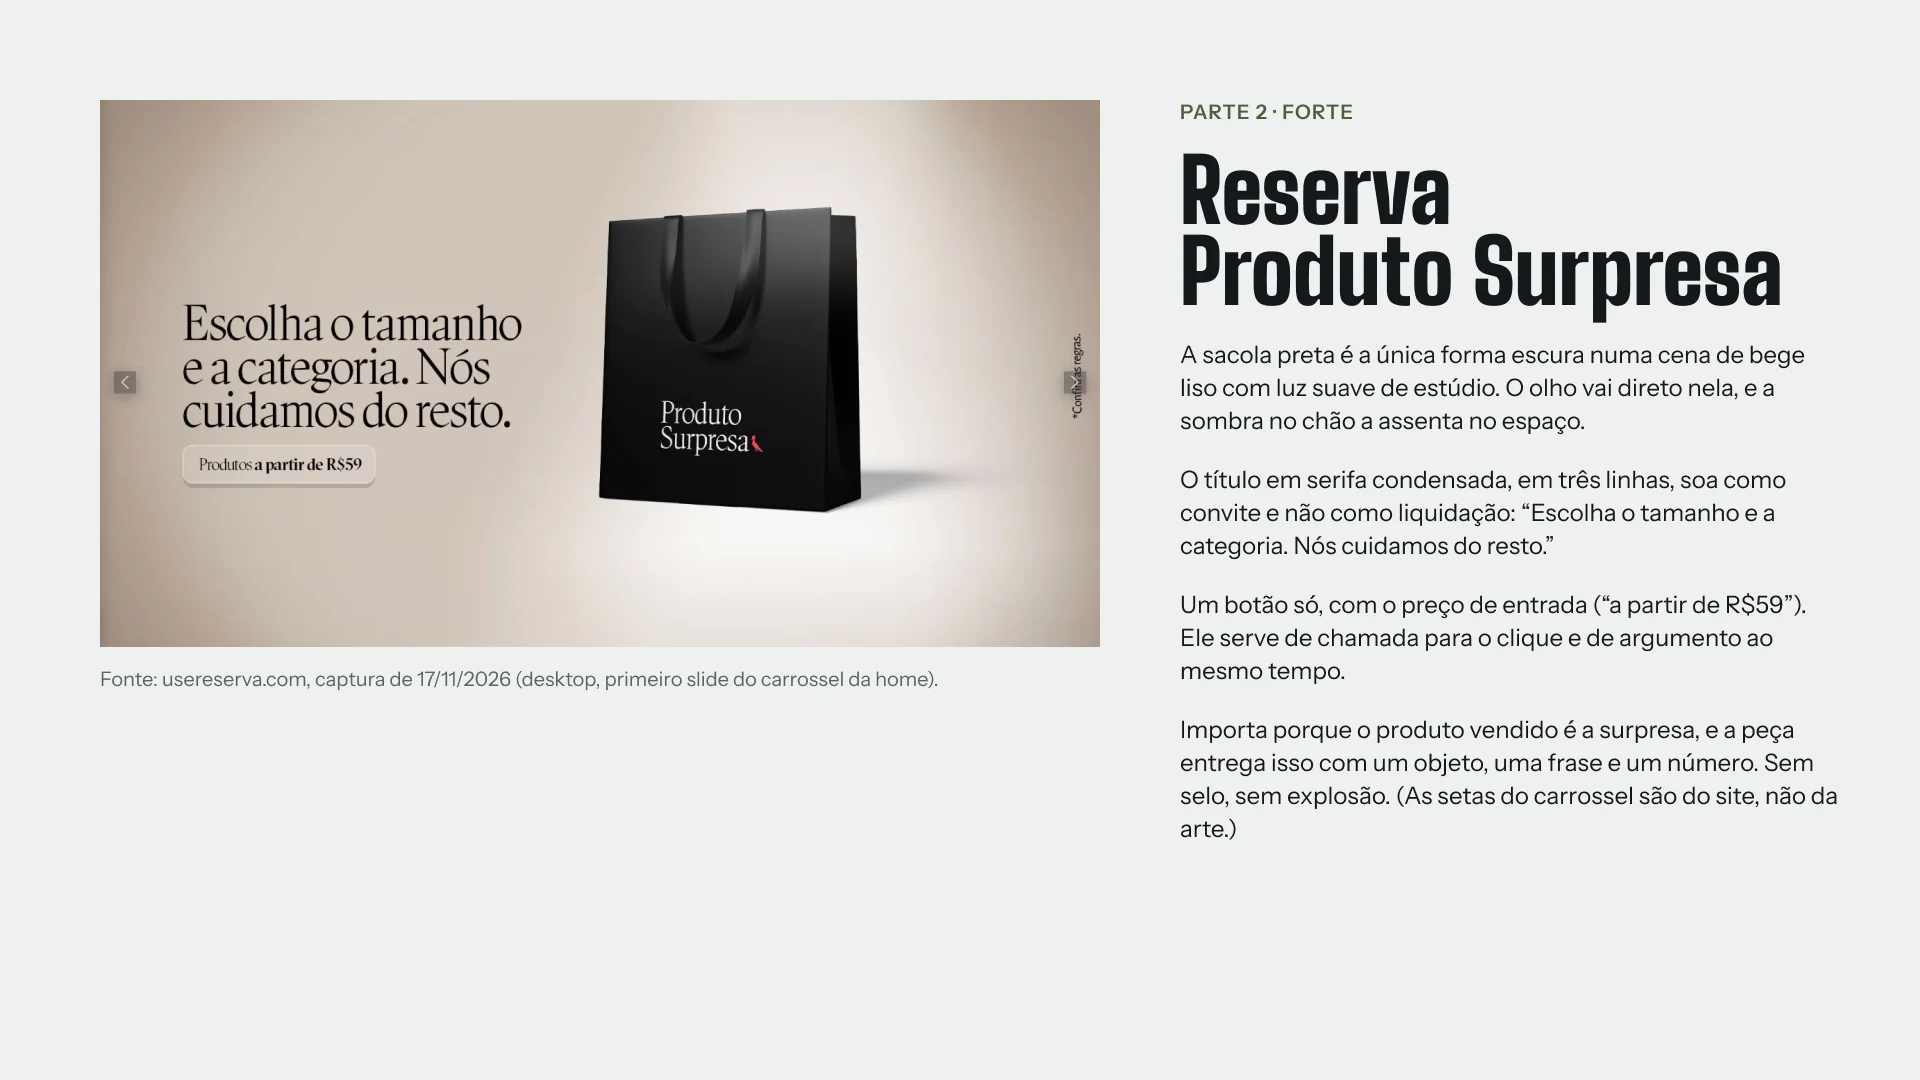 Escolha o tamanho
e a categoria. Nós
cuidamos do resto.
Produtos a partir de R$59
Produto
Surpresa
*Confira as regras.
Fonte: usereserva.com, captura de 17/11/2026 (desktop, primeiro slide do carrossel da home).
PARTE 2 · FORTE
Reserva
Produto Surpresa
A sacola preta é a única forma escura numa cena de bege
liso com luz suave de estúdio. O olho vai direto nela, e a
sombra no chão a assenta no espaço.
O título em serifa condensada, em três linhas, soa como
convite e não como liquidação: “Escolha o tamanho e a
categoria. Nós cuidamos do resto.”
Um botão só, com o preço de entrada (“a partir de R$59”).
Ele serve de chamada para o clique e de argumento ao
mesmo tempo.
Importa porque o produto vendido é a surpresa, e a peça
entrega isso com um objeto, uma frase e um número. Sem
selo, sem explosão. (As setas do carrossel são do site, não da
arte.)